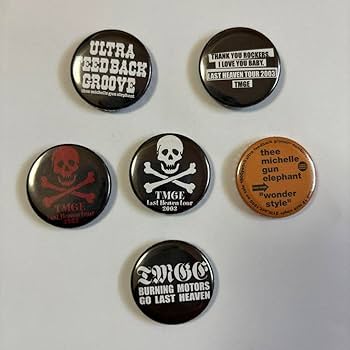 ULTRA
FEEDBACK
GROOVE
thee michelle gun elephant
THANK YOU ROCKERS.
I LOVE YOU BABY.
LAST HEAVEN TOUR 2003
TMGE
TMGE
Last Heaven tour
2003
TMGE
Last Heaven tour
2003
thee
michelle
gun
elephant
"wonder
style"
TMGE
BURNING MOTORS
GO LAST HEAVEN